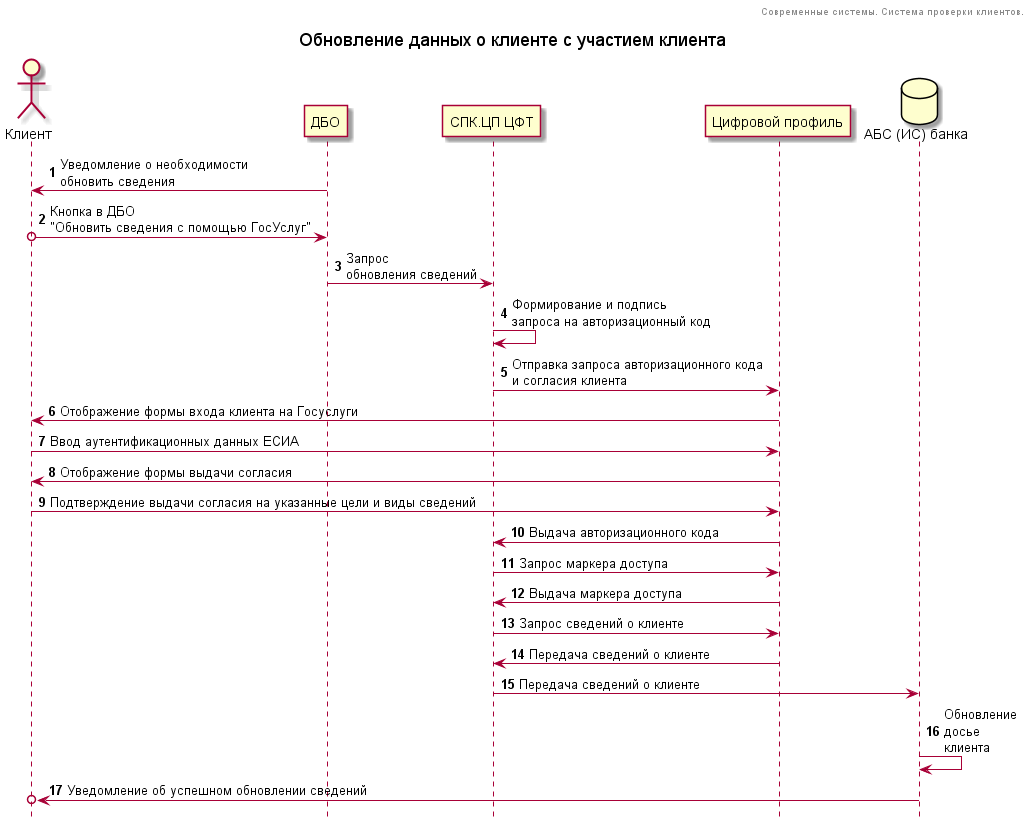 Современные системы. Система проверки клиентов.
Обновление данных о клиенте с участием клиента
Клиент
ДБО
СПК.ЦП ЦФТ
Цифровой профиль
АБС (ИС) банка
1 Уведомление о необходимости
обновить сведения
2 Кнопка в ДБО
"Обновить сведения с помощью ГосУслуг"
3 Запрос
обновления сведений
4 Формирование и подпись
запроса на авторизационный код
5 Отправка запроса авторизационного кода
и согласия клиента
6 Отображение формы входа клиента на Госуслуги
7 Ввод аутентификационных данных ЕСИА
8 Отображение формы выдачи согласия
9 Подтверждение выдачи согласия на указанные цели и виды сведений
10 Выдача авторизационного кода
11 Запрос маркера доступа
12 Выдача маркера доступа
13 Запрос сведений о клиенте
14 Передача сведений о клиенте
15 Передача сведений о клиенте
Обновление
16 досье
клиента
17 Уведомление об успешном обновлении сведений